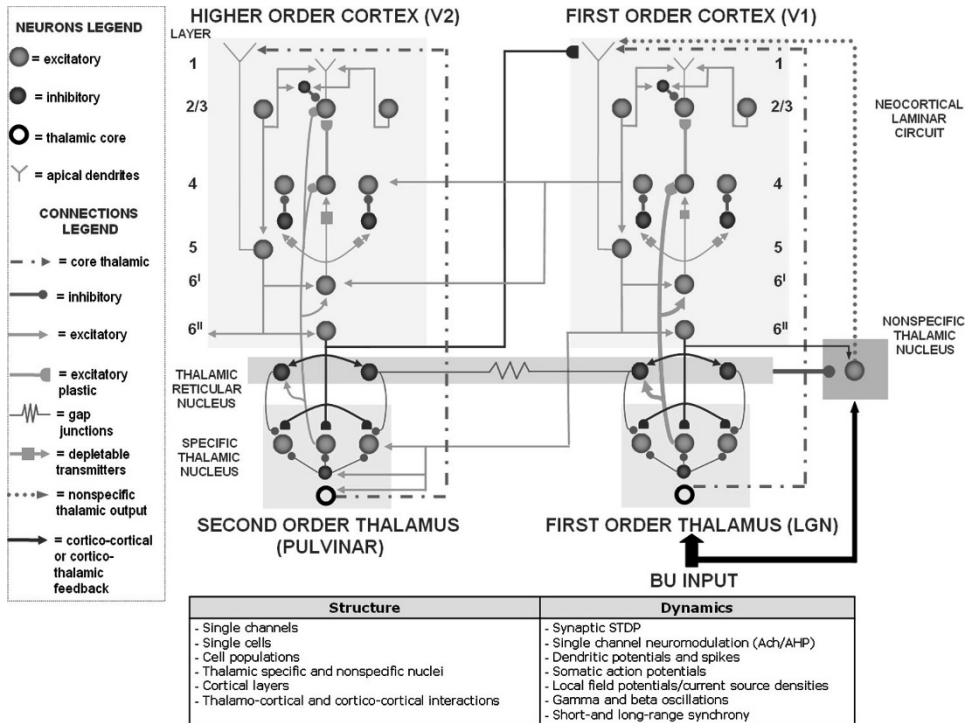 NEURONS LEGEND
= excitatory
= inhibitory
= thalamic core
= apical dendrites
CONNECTIONS
LEGEND
= core thalamic
= inhibitory
= excitatory
= excitatory
plastic
= gap
junctions
= depletable
transmitters
= nonspecific
thalamic output
= cortico-cortical
or cortico-
thalamic
feedback
HIGHER ORDER CORTEX (V2)
LAYER
1
2/3
4
5
6I
6II
THALAMIC
RETICULAR
NUCLEUS
SPECIFIC
THALAMIC
NUCLEUS
SECOND ORDER THALAMUS
(PULVINAR)
FIRST ORDER CORTEX (V1)
1
2/3
4
5
6I
6II
NEOCORTICAL
LAMINAR
CIRCUIT
NONSPECIFIC
THALAMIC
NUCLEUS
FIRST ORDER THALAMUS (LGN)
BU INPUT
Structure
- Single channels
- Single cells
- Cell populations
- Thalamic specific and nonspecific nuclei
- Cortical layers
- Thalamo-cortical and cortico-cortical interactions
Dynamics
- Synaptic STDP
- Single channel neuromodulation (Ach/AHP)
- Dendritic potentials and spikes
- Somatic action potentials
- Local field potentials/current source densities
- Gamma and beta oscillations
- Short-and long-range synchrony